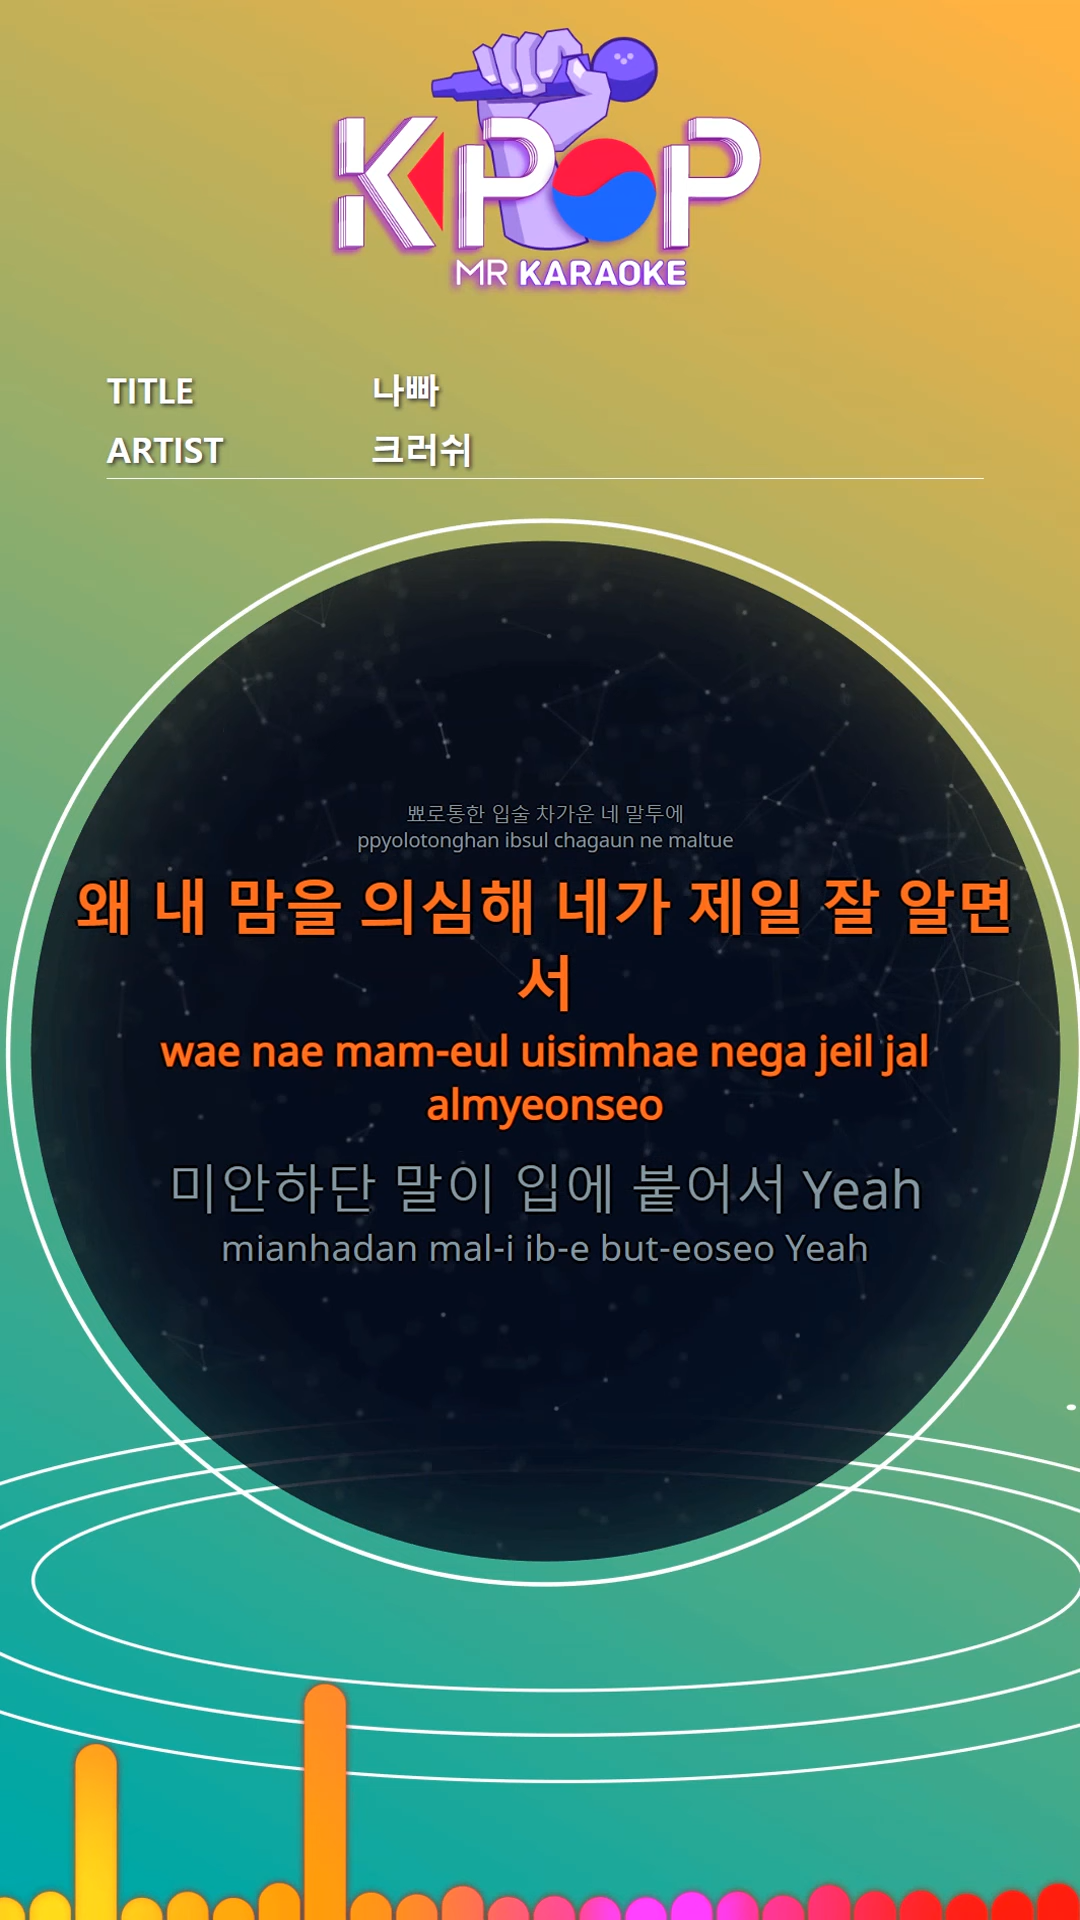 KPOP
MR KARAOKE
TITLE 나빠
ARTIST 크러쉬
뾰로통한 입술 차가운 네 말투에
ppyolotonghan ibsul chagaun ne maltue
왜 내 맘을 의심해 네가 제일 잘 알면
서
wae nae mam-eul uisimhae nega jeil jal
almyeonseo
미안하단 말이 입에 붙어서 Yeah
mianhadan mal-i ib-e but-eoseo Yeah